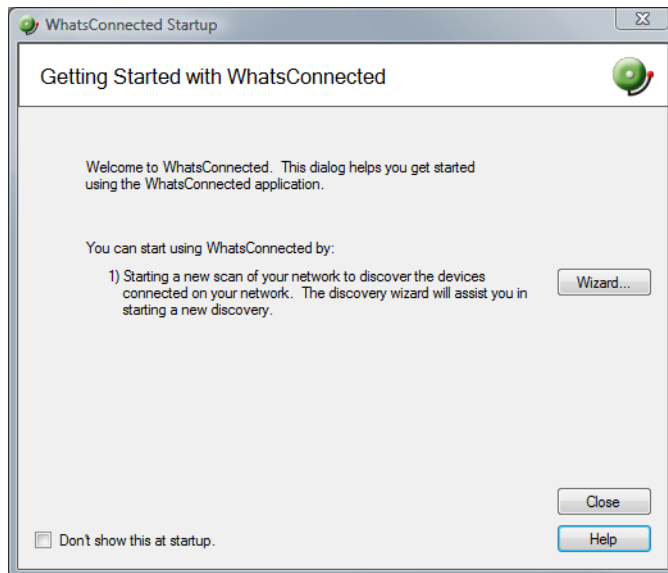 WhatsConnected Startup
Getting Started with WhatsConnected
Welcome to WhatsConnected. This dialog helps you get started
using the WhatsConnected application.
You can start using WhatsConnected by:
1) Starting a new scan of your network to discover the devices
connected on your network. The discovery wizard will assist you in
starting a new discovery.
Wizard...
Close
Don't show this at startup.
Help